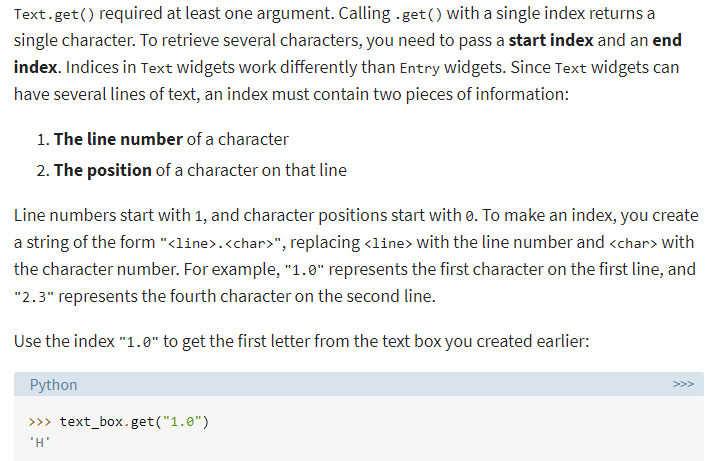 Text.get() required at least one argument. Calling .get() with a single index returns a
single character. To retrieve several characters, you need to pass a start index and an end
index. Indices in Text widgets work differently than Entry widgets. Since Text widgets can
have several lines of text, an index must contain two pieces of information:
1. The line number of a character
2. The position of a character on that line
Line numbers start with 1, and character positions start with 0. To make an index, you create
a string of the form "<line>.<char>", replacing <line> with the line number and <char> with
the character number. For example, "1.0" represents the first character on the first line, and
"2.3" represents the fourth character on the second line.
Use the index "1.0" to get the first letter from the text box you created earlier:
Python >>>
>>> text_box.get("1.0")
'H'